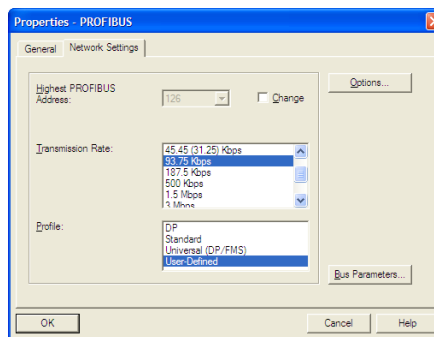 Properties - PROFIBUS
General Network Settings
Highest PROFIBUS
Address:
126
Change
Options...
Transmission Rate:
45.45 (31.25) Kbps
93.75 Kbps
187.5 Kbps
500 Kbps
1.5 Mbps
3 Mbps
Profile:
DP
Standard
Universal (DP/FMS)
User-Defined
Bus Parameters...
OK Cancel Help